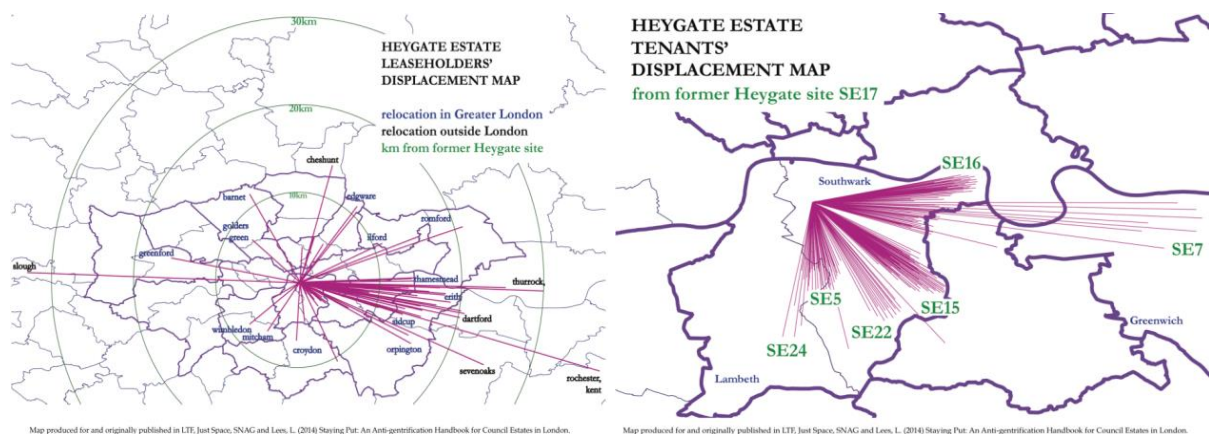 30km
HEYGATE ESTATE
LEASEHOLDERS'
DISPLACEMENT MAP
20km
relocation in Greater London
relocation outside London
km from former Heygate site
cheshunt
barnet
10km
edgware
golders
green
romford
ilford
greenford
slough
thamesmead
thurrock,
erith
dartford
sidcup
wimbledon
mitcham
croydon
orpington
sevenoaks
rochester,
kent
Map produced for and originally published in LTF, Just Space, SNAG and Lees, L. (2014) Staying Put: An Anti-gentrification Handbook for Council Estates in London.
HEYGATE ESTATE
TENANTS'
DISPLACEMENT MAP
from former Heygate site SE17
SE16
Southwark
SE7
SE5
SE15
SE22
Greenwich
SE24
Lambeth
Map produced for and originally published in LTF, Just Space, SNAG and Lees, L. (2014) Staying Put: An Anti-gentrification Handbook for Council Estates in London.